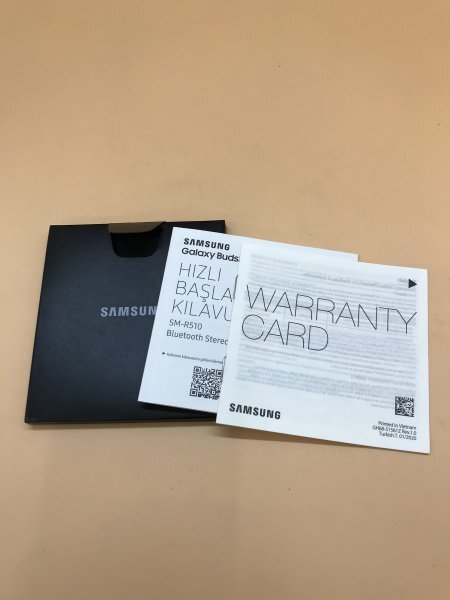 SAMSUNG
SAMSUNG
Galaxy Buds
HIZLI
BAŞLA
KILAVU
SM-R510
Bluetooth Stereo
WARRANTY
CARD
SAMSUNG
Printed in Vietnam
Turkish.T. 01/2020